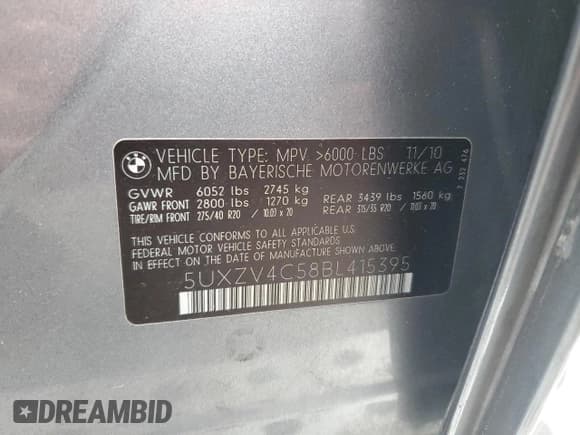 VEHICLE TYPE: MPV >6000 LBS 11/10
MFD BY BAYERISCHE MOTORENWERKE AG
GVWR 6052 lbs 2745 kg
GAWR FRONT 2800 lbs 1270 kg REAR 3439 lbs 1560 kg
TIRE/RIM FRONT 275/40 R20 / 10.0J x 20 REAR 315/35 R20 / 11.0J x 20
THIS VEHICLE CONFORMS TO ALL APPLICABLE U.S.
FEDERAL MOTOR VEHICLE SAFETY STANDARDS
IN EFFECT ON THE DATE OF MANUFACTURE SHOWN ABOVE.
5UXZV4C58BL415395
DREAMBID